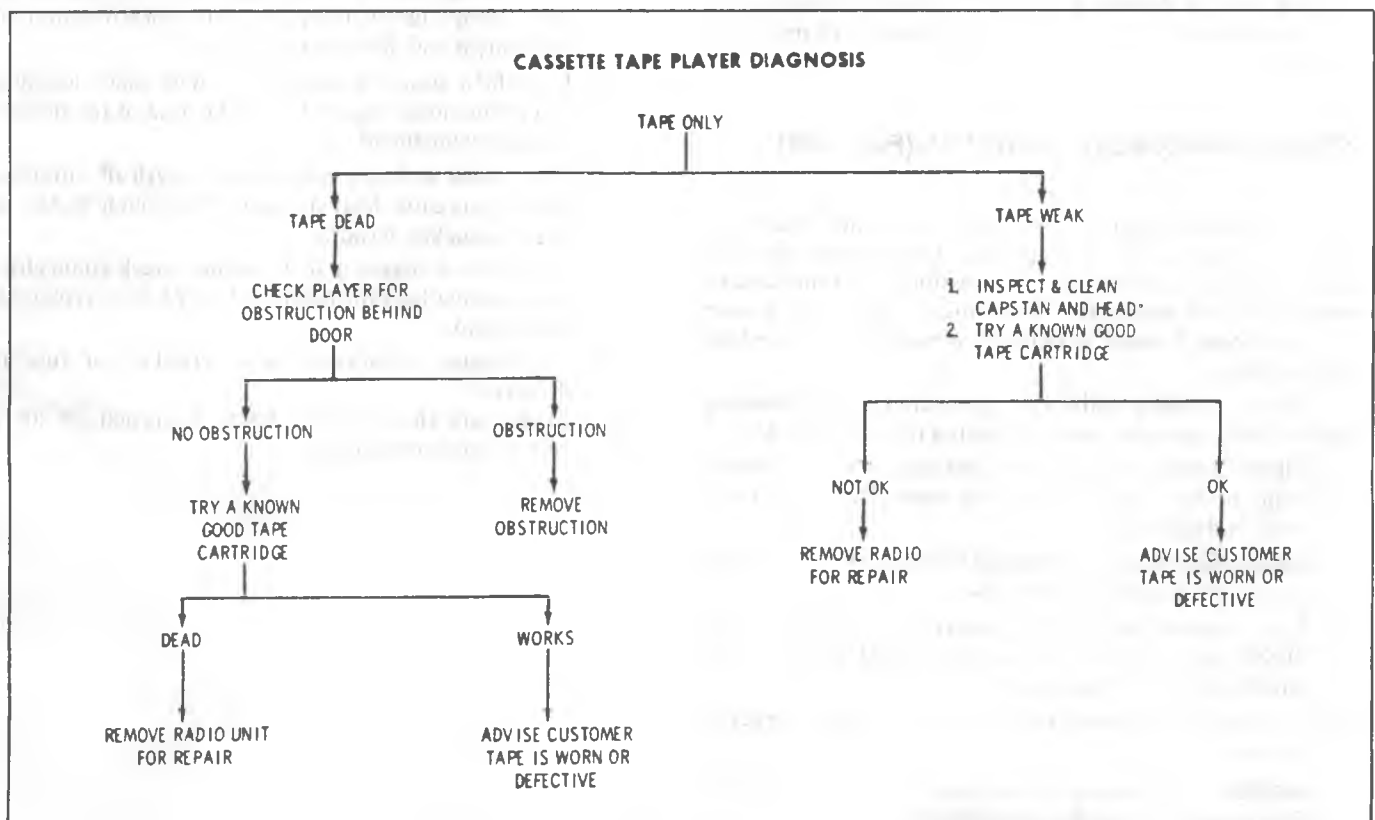 CASSETTE TAPE PLAYER DIAGNOSIS
TAPE ONLY
TAPE DEAD
TAPE WEAK
CHECK PLAYER FOR
OBSTRUCTION BEHIND
DOOR
1. INSPECT & CLEAN
CAPSTAN AND HEAD*
2. TRY A KNOWN GOOD
TAPE CARTRIDGE
NO OBSTRUCTION
OBSTRUCTION
NOT OK
OK
TRY A KNOWN
GOOD TAPE
CARTRIDGE
REMOVE
OBSTRUCTION
REMOVE RADIO
FOR REPAIR
ADVISE CUSTOMER
TAPE IS WORN OR
DEFECTIVE
DEAD
WORKS
REMOVE RADIO UNIT
FOR REPAIR
ADVISE CUSTOMER
TAPE IS WORN OR
DEFECTIVE